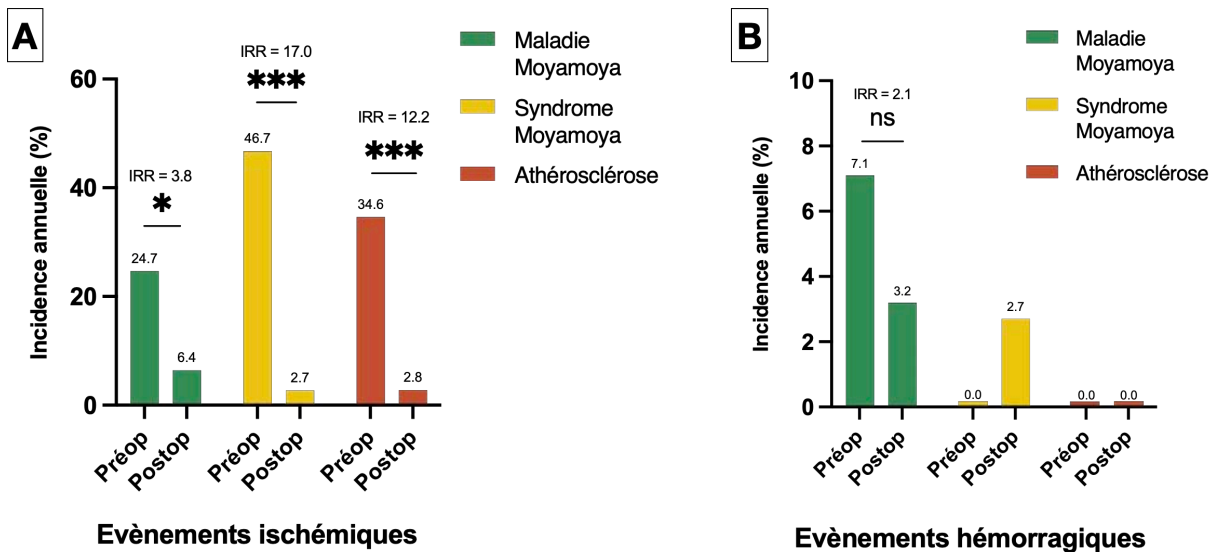 A
IRR = 17.0
***
60
IRR = 12.2
***
46.7
IRR = 3.8
*
40
34.6
24.7
20
6.4
2.7
2.8
0
Incidence annuelle (%)
Préop
Postop
Préop
Postop
Préop
Postop
Evènements ischémiques
Maladie
Moyamoya
Syndrome
Moyamoya
Athérosclérose
B
10
IRR = 2.1
ns
8
7.1
6
4
3.2
2.7
2
0.0
0.0
0.0
0
Incidence annuelle (%)
Préop
Postop
Préop
Postop
Préop
Postop
Evènements hémorragiques
Maladie
Moyamoya
Syndrome
Moyamoya
Athérosclérose